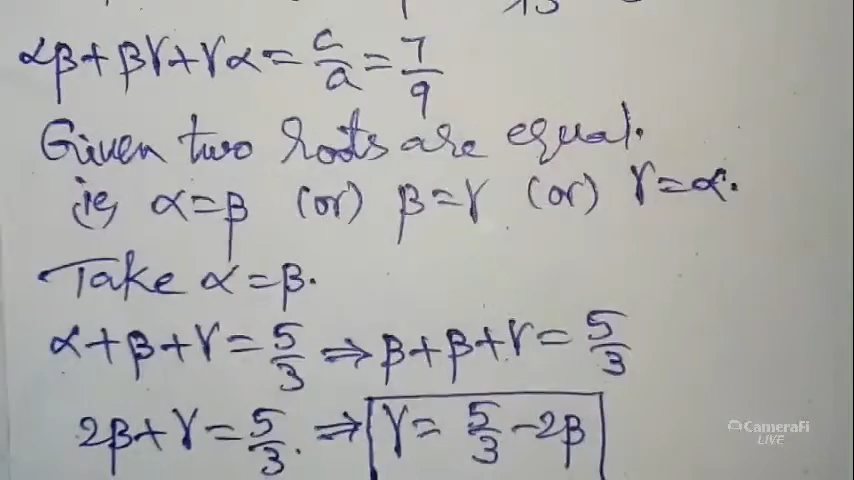 αβ+βγ+γα=c/a=7/9
Given two roots are equal.
ie, α=β (or) β=γ (or) γ=α.
Take α=β.
α+β+γ=5/3⇒β+β+γ=5/3
2β+γ=5/3.⇒γ=5/3-2β
CameraFi
LIVE